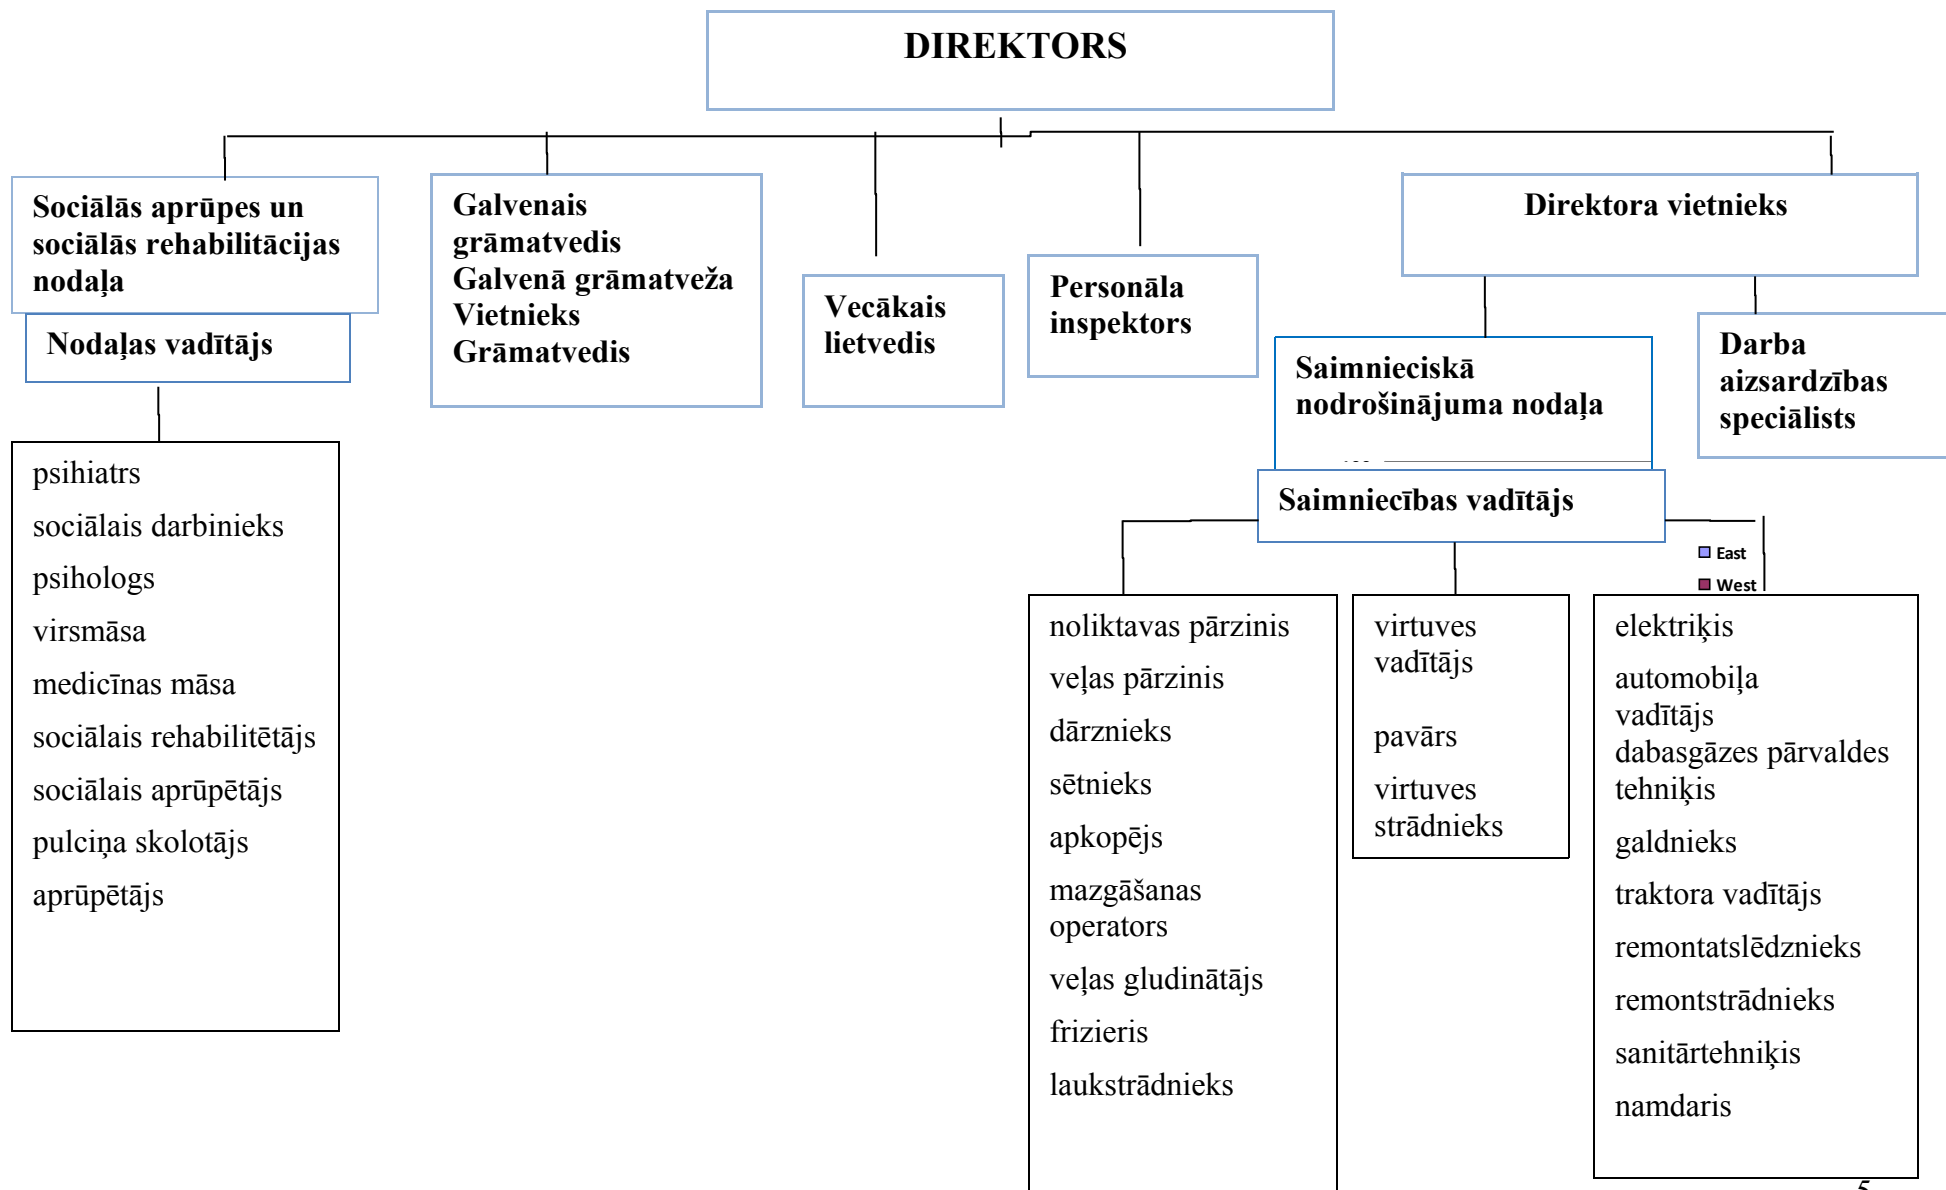 DIREKTORS
Sociālās aprūpes un
sociālās rehabilitācijas
nodaļa
Nodaļas vadītājs
psihiatrs
sociālais darbinieks
psihologs
virsmāsa
medicīnas māsa
sociālais rehabilitētājs
sociālais aprūpētājs
pulciņa skolotājs
aprūpētājs
Galvenais
grāmatvedis
Galvenā grāmatveža
Vietnieks
Grāmatvedis
Vecākais
lietvedis
Personāla
inspektors
Direktora vietnieks
Saimnieciskā
nodrošinājuma nodaļa
Saimniecības vadītājs
Darba
aizsardzības
speciālists
East
West
noliktavas pārzinis
veļas pārzinis
dārznieks
sētnieks
apkopējs
mazgāšanas
operators
veļas gludinātājs
frizieris
laukstrādnieks
virtuves
vadītājs
pavārs
virtuves
strādnieks
elektriķis
automobiļa
vadītājs
dabasgāzes pārvaldes
tehniķis
galdnieks
traktora vadītājs
remontatslēdznieks
remontstrādnieks
sanitārtehniķis
namdaris